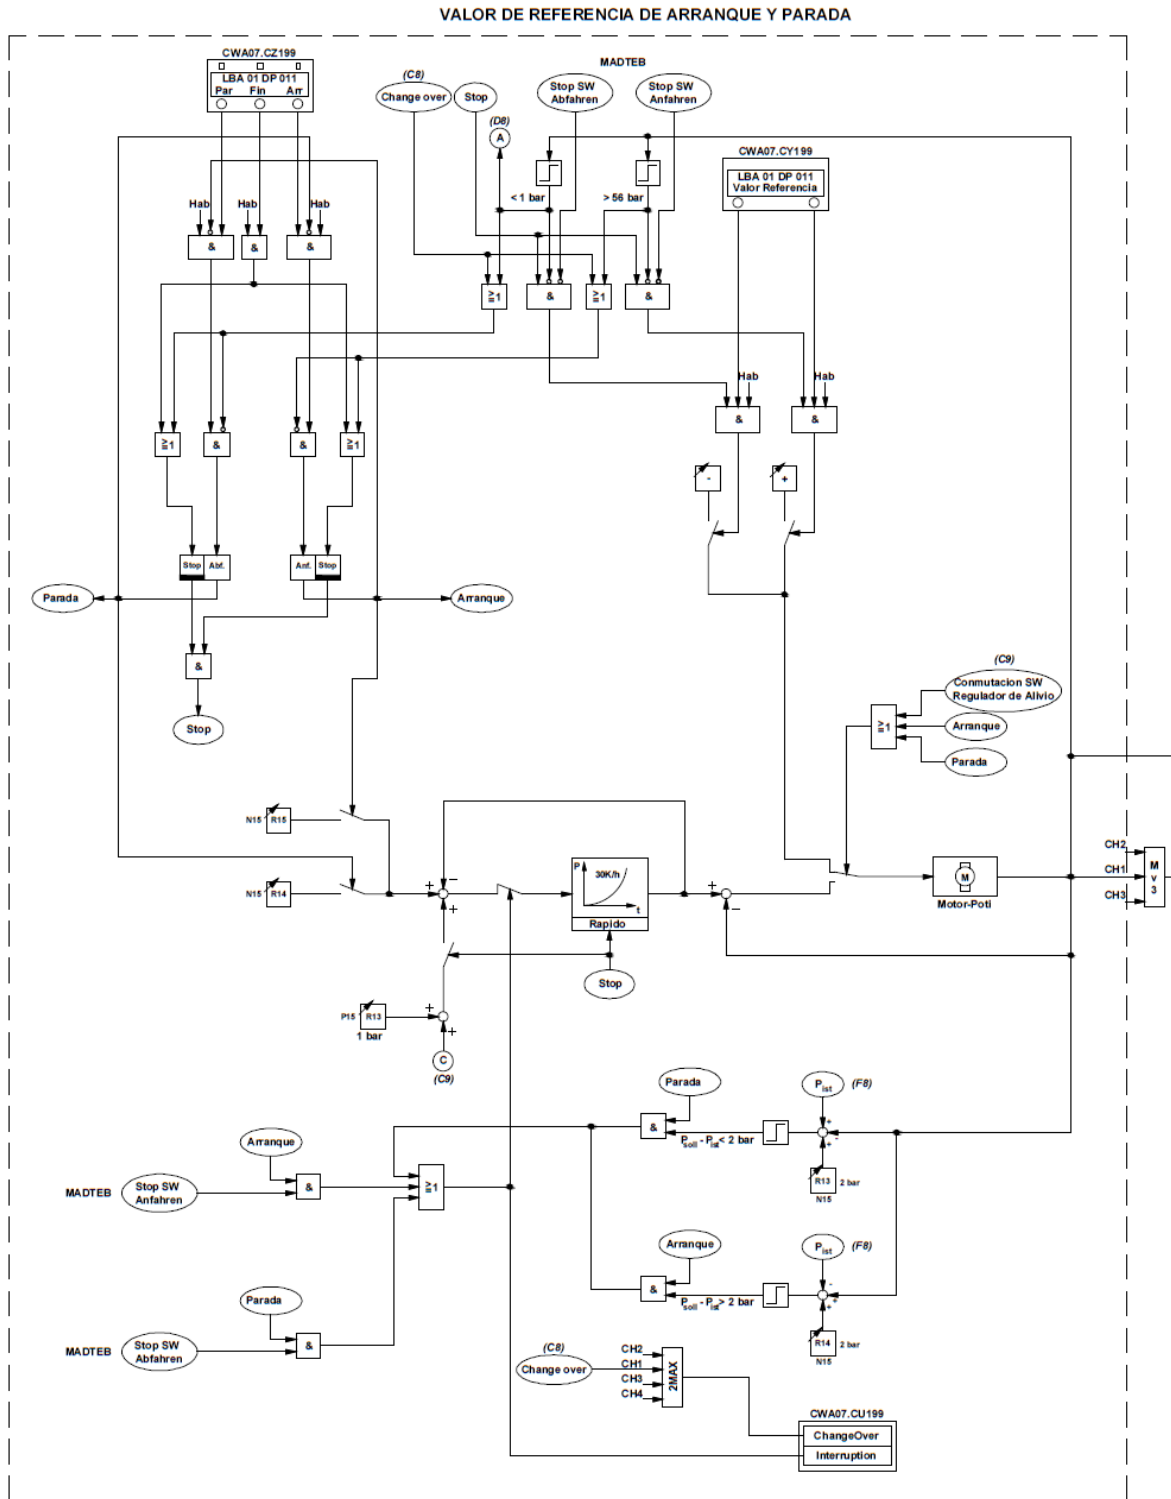 VALOR DE REFERENCIA DE ARRANQUE Y PARADA
CWA07.CZ199
LBA 01 DP 011
Par Fin Arr
MADTEB
(C8)
Change over
Stop
Stop SW
Abfahren
Stop SW
Anfahren
(D8)
A
CWA07.CY199
LBA 01 DP 011
Valor Referencia
< 1 bar
> 56 bar
Hab
Hab
Hab
&
&
&
≥1
&
≥1
&
Hab
Hab
&
&
≥1
&
&
≥1
-
+
Stop
Abf.
Anf.
Stop
Parada
Arranque
&
Stop
(C9)
Conmutacion SW
Regulador de Alivio
≥1
Arranque
Parada
N15
R15
N15
R14
+
-
+
P
30K/h
t
Rapido
+
-
M
Motor-Poti
CH2
CH1
CH3
M
v
3
Stop
P15
R13
1 bar
+
+
C
(C9)
Parada
Pist
(F8)
&
Psoll - Pist < 2 bar
+
-
+
R13
2 bar
N15
Arranque
MADTEB
Stop SW
Anfahren
&
≥1
Arranque
Pist
(F8)
&
Psoll - Pist > 2 bar
-
+
+
R14
2 bar
N15
Parada
MADTEB
Stop SW
Abfahren
&
(C8)
Change over
CH2
CH1
CH3
CH4
2MAX
CWA07.CU199
ChangeOver
Interruption